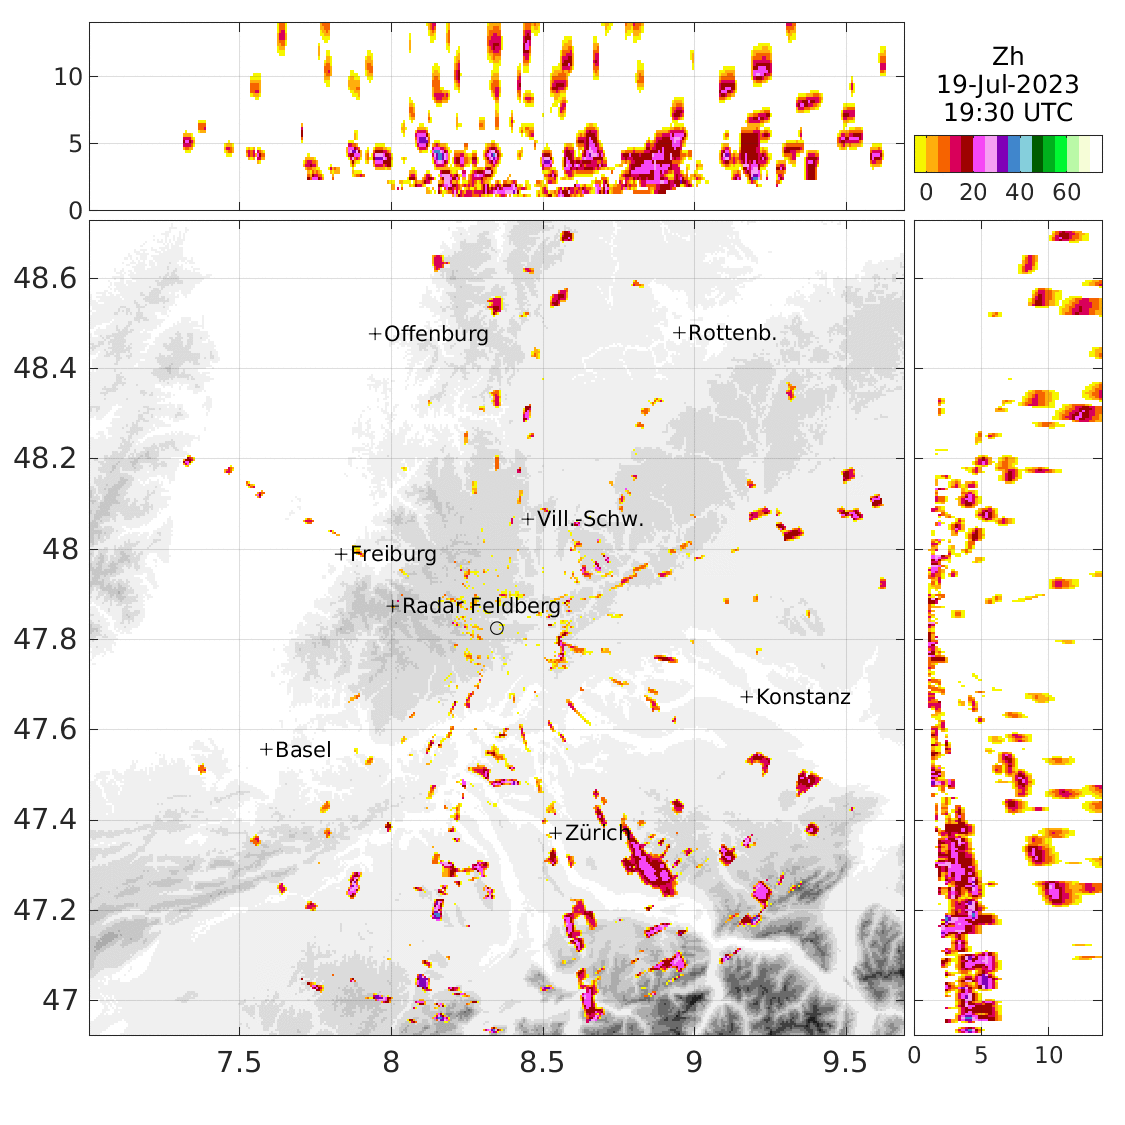 10
5
0
Zh
19-Jul-2023
19:30 UTC
0 20 40 60
48.6
48.4
48.2
48
47.8
47.6
47.4
47.2
47
+Offenburg
+Rottenb.
+Vill.-Schw.
+Freiburg
+Radar Feldberg
+Konstanz
+Basel
+Zürich
7.5 8 8.5 9 9.5
0 5 10